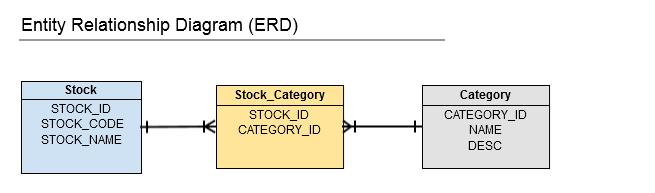 Entity Relationship Diagram (ERD)
Stock
STOCK_ID
STOCK_CODE
STOCK_NAME
Stock_Category
STOCK_ID
CATEGORY_ID
Category
CATEGORY_ID
NAME
DESC